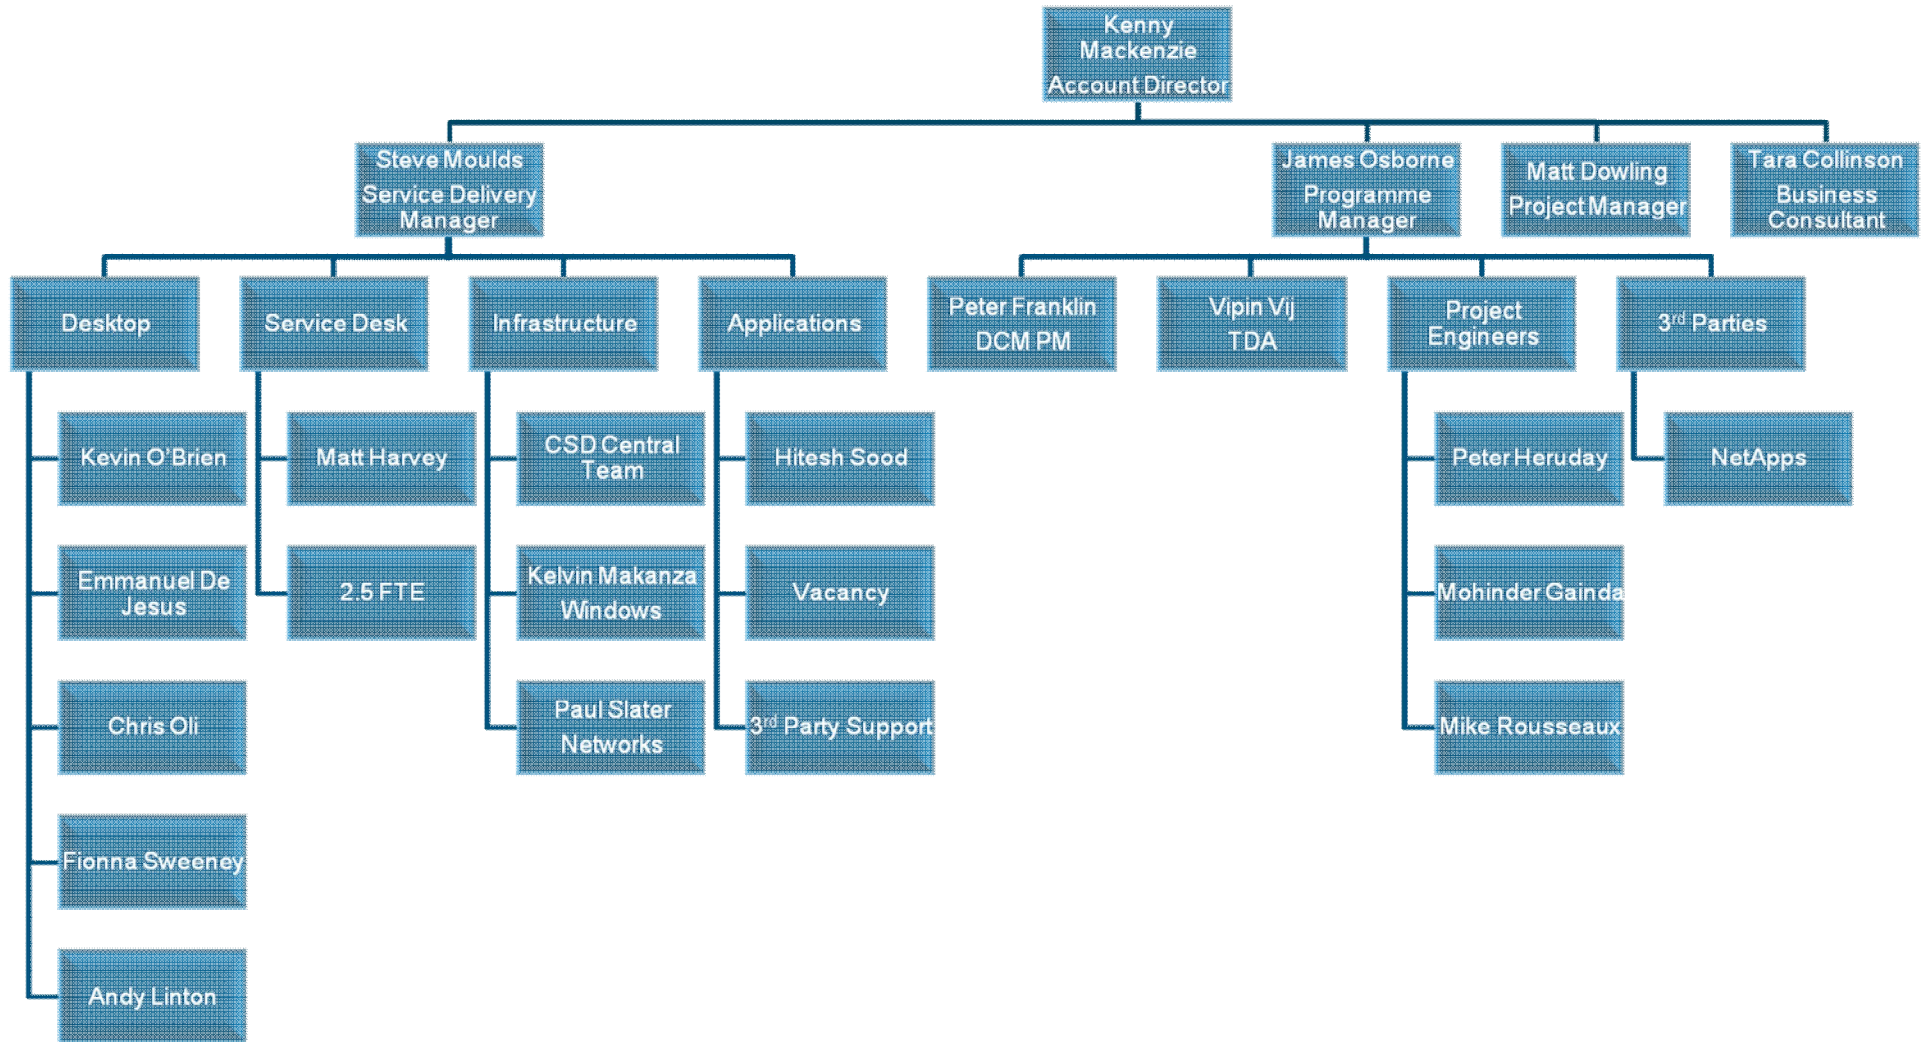 Kenny
Mackenzie
Account Director
Steve Moulds
Service Delivery
Manager
James Osborne
Programme
Manager
Matt Dowling
Project Manager
Tara Collinson
Business
Consultant
Desktop
Service Desk
Infrastructure
Applications
Peter Franklin
DCM PM
Vipin Vij
TDA
Project
Engineers
3rd Parties
Kevin O'Brien
Matt Harvey
CSD Central
Team
Hitesh Sood
Peter Heruday
NetApps
Emmanuel De
Jesus
2.5 FTE
Kelvin Makanza
Windows
Vacancy
Mohinder Gainda
Chris Oli
Paul Slater
Networks
3rd Party Support
Mike Rousseaux
Fionna Sweeney
Andy Linton